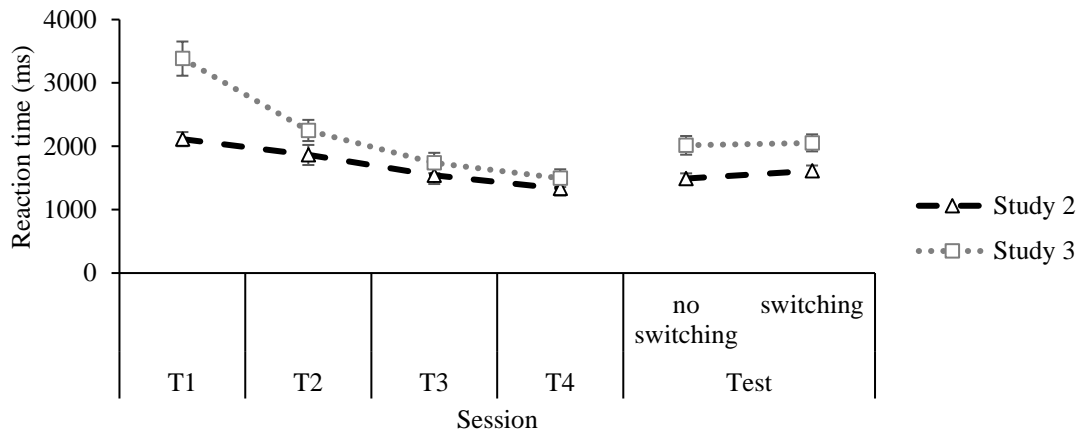 4000
3000
2000
1000
0
Reaction time (ms)
no switching
switching
T1 T2 T3 T4 Test
Session
Study 2
Study 3